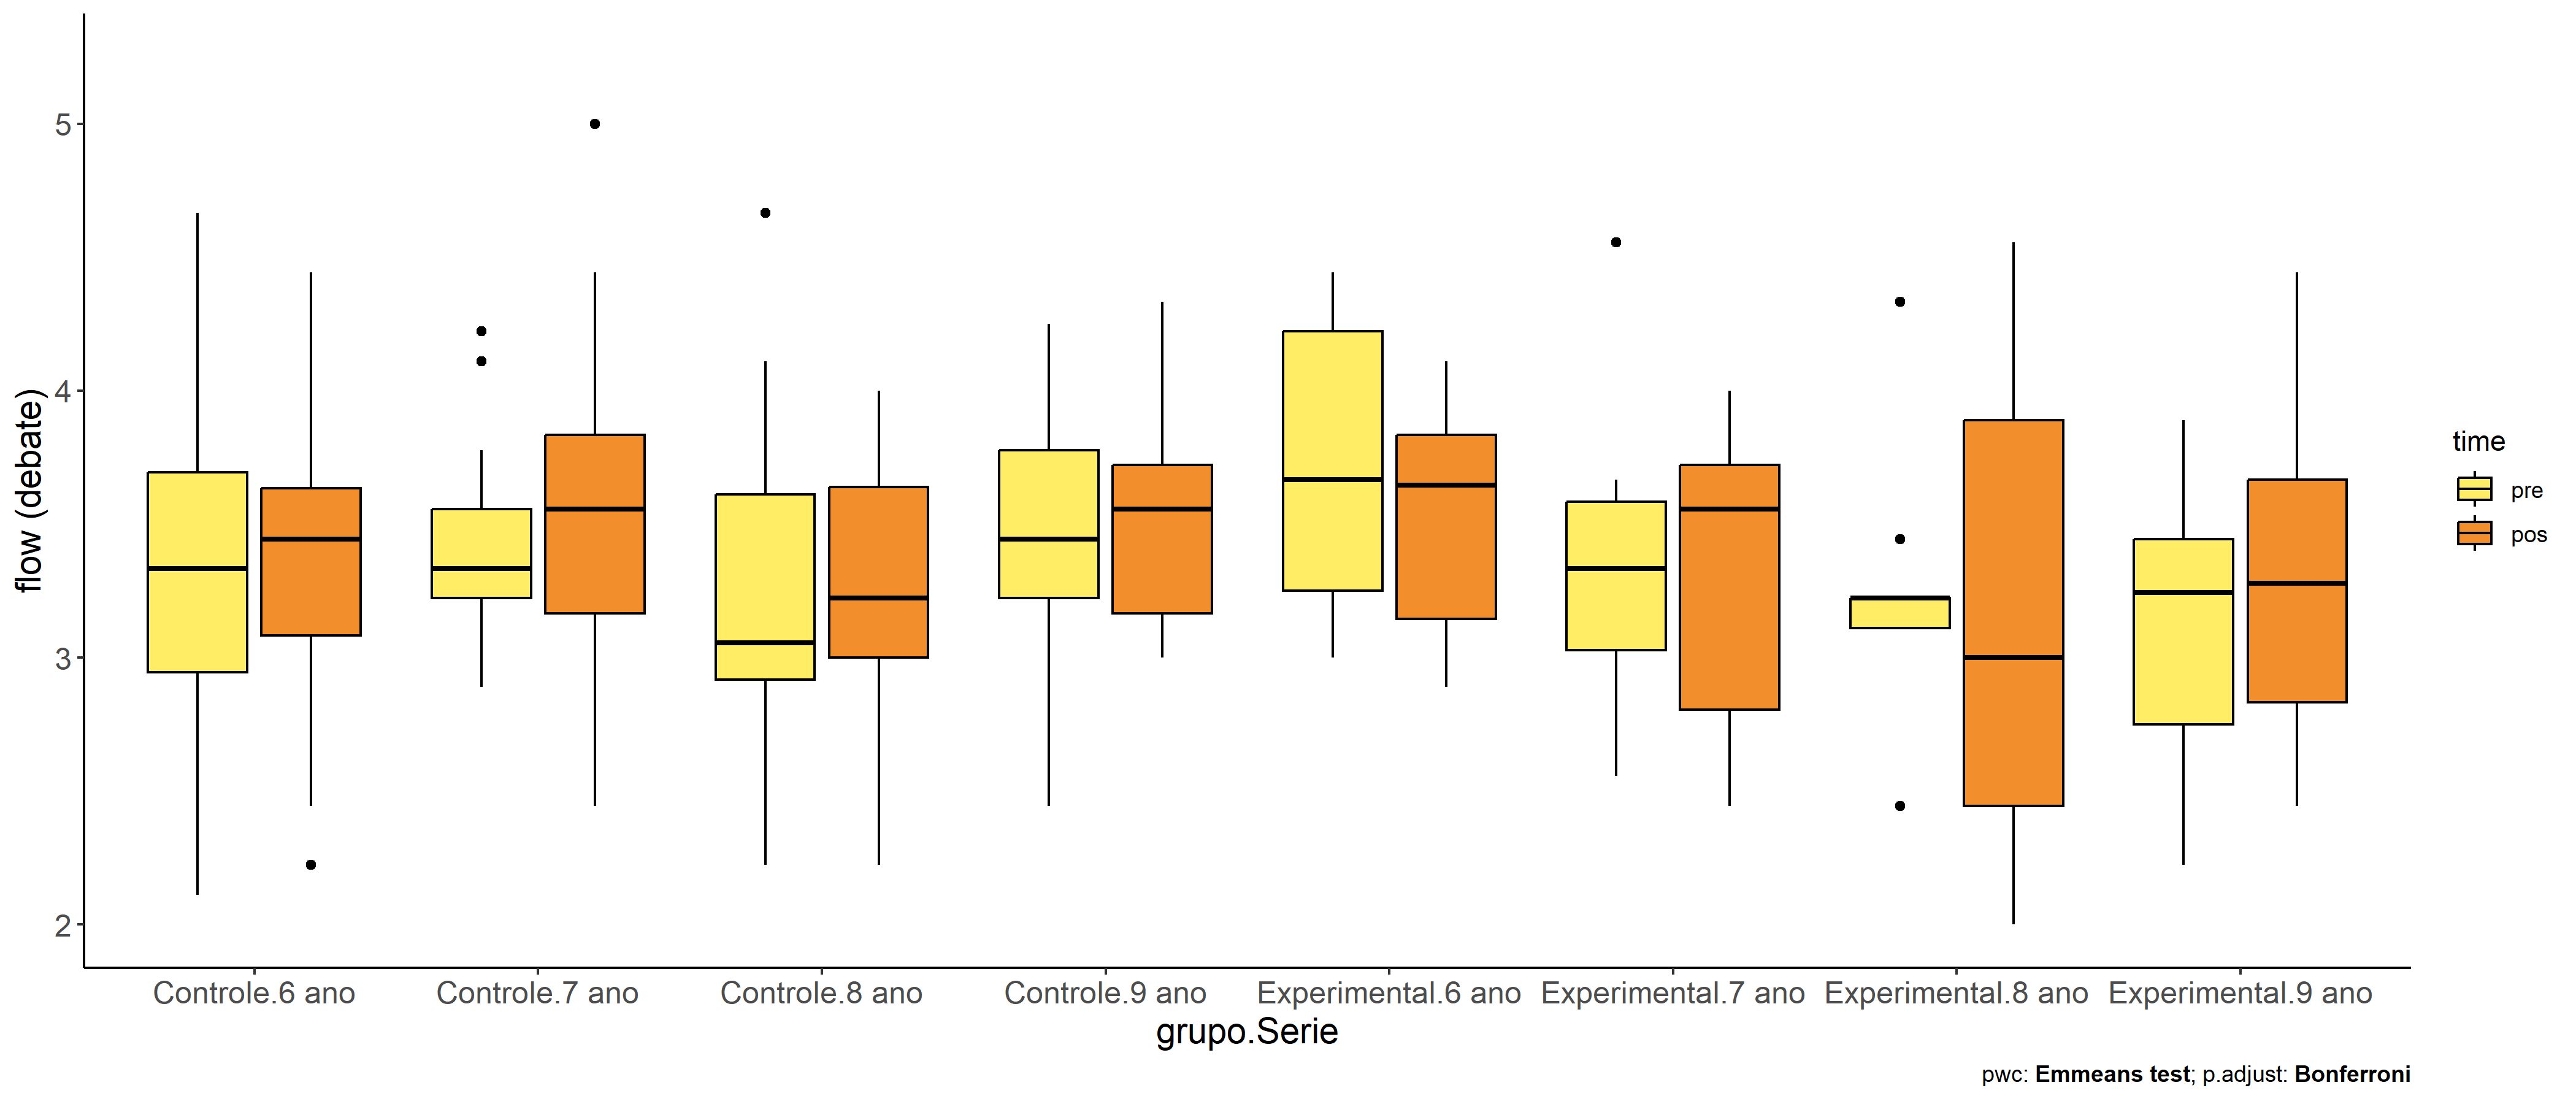 flow (debate)
5
4
3
2
Controle.6 ano
Controle.7 ano
Controle.8 ano
Controle.9 ano
Experimental.6 ano
Experimental.7 ano
Experimental.8 ano
Experimental.9 ano
grupo.Serie
time
pre
pos
pwc: Emmeans test; p.adjust: Bonferroni